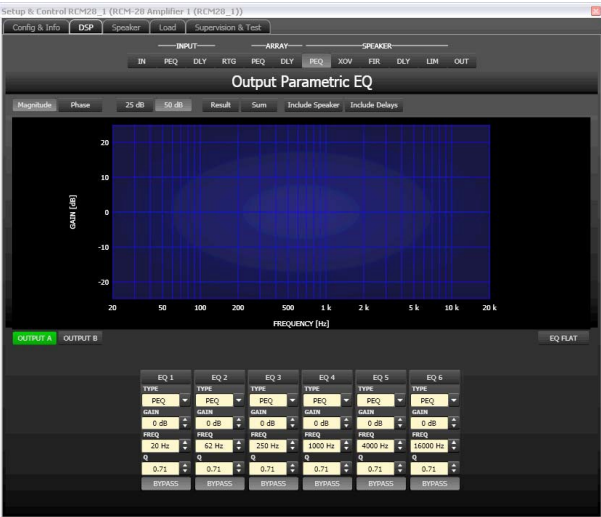 Setup & Control RCM28_1 (RCM-28 Amplifier 1 (RCM28_1))
Config & Info DSP Speaker Load Supervision & Test
INPUT ARRAY SPEAKER
IN PEQ DLY RTG PEQ DLY PEQ XOV FIR DLY LIM OUT
Output Parametric EQ
Magnitude Phase 25 dB 50 dB Result Sum Include Speaker Include Delays
20
10
0
-10
-20
GAIN [dB]
20 50 100 200 500 1 k 2 k 5 k 10 k 20 k
FREQUENCY [Hz]
OUTPUT A OUTPUT B EQ FLAT
EQ 1 EQ 2 EQ 3 EQ 4 EQ 5 EQ 6
TYPE TYPE TYPE TYPE TYPE TYPE
PEQ PEQ PEQ PEQ PEQ PEQ
GAIN GAIN GAIN GAIN GAIN GAIN
0 dB 0 dB 0 dB 0 dB 0 dB 0 dB
FREQ FREQ FREQ FREQ FREQ FREQ
20 Hz 62 Hz 250 Hz 1000 Hz 4000 Hz 16000 Hz
Q Q Q Q Q Q
0.71 0.71 0.71 0.71 0.71 0.71
BYPASS BYPASS BYPASS BYPASS BYPASS BYPASS